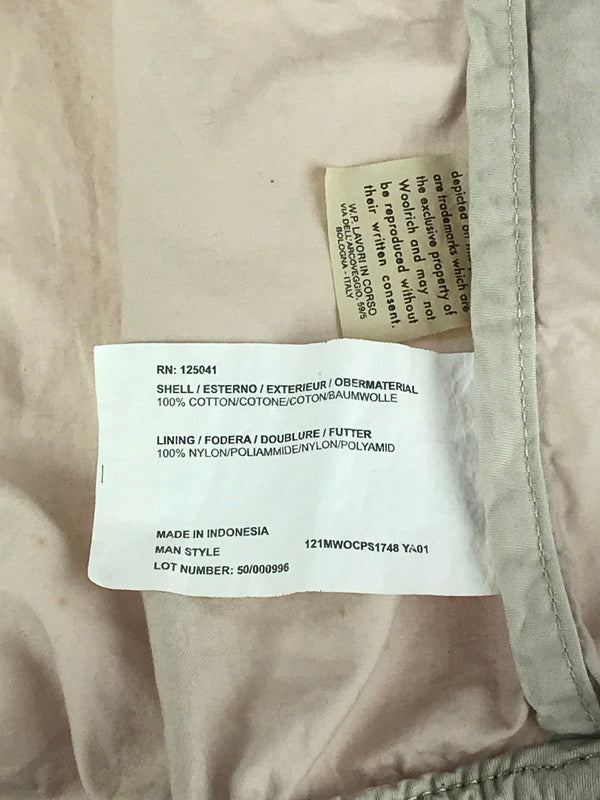 depicted on
are trademarks which are
the exclusive property of
Woolrich and may not
be reproduced without
their written consent.
W.P. LAVORI IN CORSO
VIA DELL'ARCOVEGGIO, 59/5
BOLOGNA - ITALY
RN: 125041
SHELL / ESTERNO / EXTERIEUR / OBERMATERIAL
100% COTTON/COTONE/COTON/BAUMWOLLE
LINING / FODERA / DOUBLURE / FUTTER
100% NYLON/POLIAMMIDE/NYLON/POLYAMID
MADE IN INDONESIA
MAN STYLE 121MWOCPS1748 YA01
LOT NUMBER: 50/000996